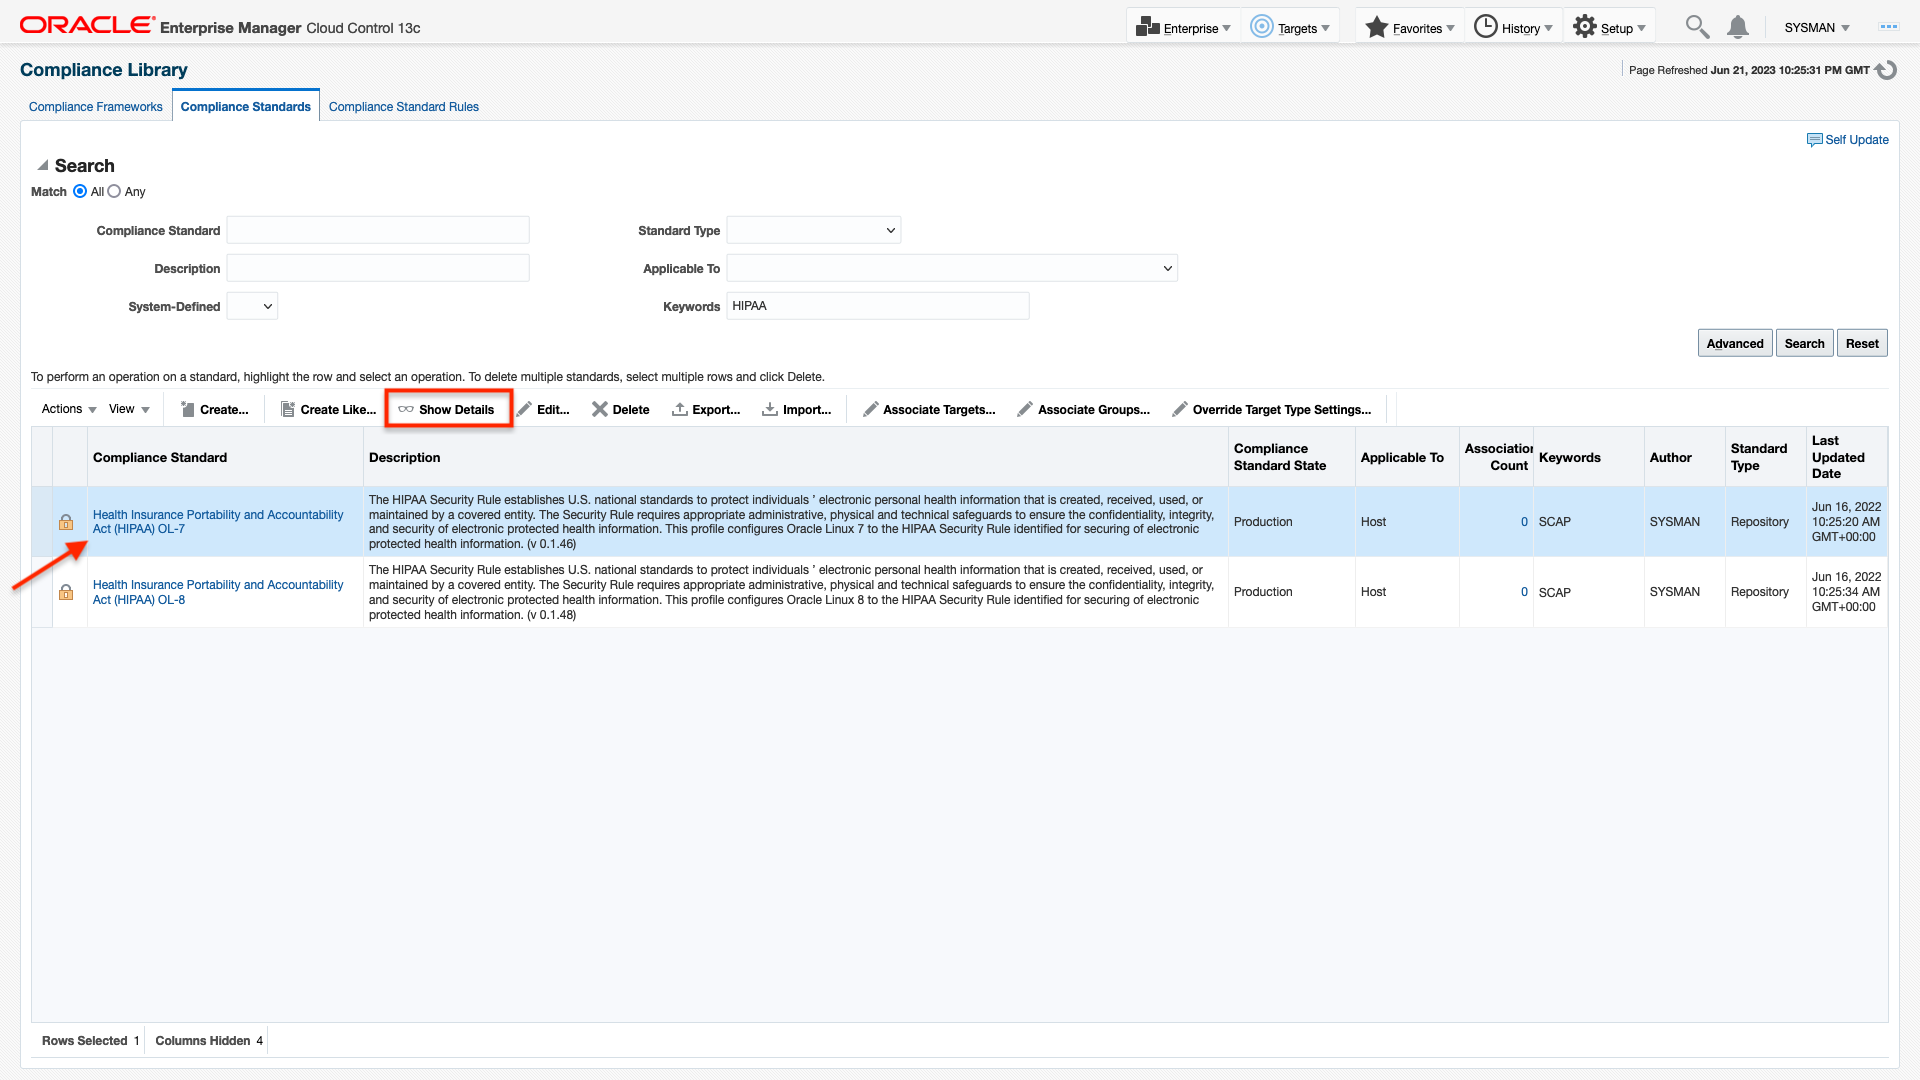 ORACLE Enterprise Manager Cloud Control 13c
Enterprise Targets Favorites History Setup SYSMAN
Compliance Library
Page Refreshed Jun 21, 2023 10:25:31 PM GMT
Compliance Frameworks Compliance Standards Compliance Standard Rules
Self Update
Search
Match All Any
Compliance Standard Standard Type
Description Applicable To
System-Defined Keywords HIPAA
Advanced Search Reset
To perform an operation on a standard, highlight the row and select an operation. To delete multiple standards, select multiple rows and click Delete.
Actions View Create... Create Like... Show Details Edit... Delete Export... Import... Associate Targets... Associate Groups... Override Target Type Settings...
Compliance Standard
Description
Compliance
Standard State
Applicable To
Association
Count
Keywords
Author
Standard
Type
Last
Updated
Date
Health Insurance Portability and Accountability
Act (HIPAA) OL-7
The HIPAA Security Rule establishes U.S. national standards to protect individuals ’ electronic personal health information that is created, received, used, or
maintained by a covered entity. The Security Rule requires appropriate administrative, physical and technical safeguards to ensure the confidentiality, integrity,
and security of electronic protected health information. This profile configures Oracle Linux 7 to the HIPAA Security Rule identified for securing of electronic
protected health information. (v 0.1.46)
Production
Host
0
SCAP
SYSMAN
Repository
Jun 16, 2022
10:25:20 AM
GMT+00:00
Health Insurance Portability and Accountability
Act (HIPAA) OL-8
The HIPAA Security Rule establishes U.S. national standards to protect individuals ’ electronic personal health information that is created, received, used, or
maintained by a covered entity. The Security Rule requires appropriate administrative, physical and technical safeguards to ensure the confidentiality, integrity,
and security of electronic protected health information. This profile configures Oracle Linux 8 to the HIPAA Security Rule identified for securing of electronic
protected health information. (v 0.1.48)
Production
Host
0
SCAP
SYSMAN
Repository
Jun 16, 2022
10:25:34 AM
GMT+00:00
Rows Selected 1 Columns Hidden 4